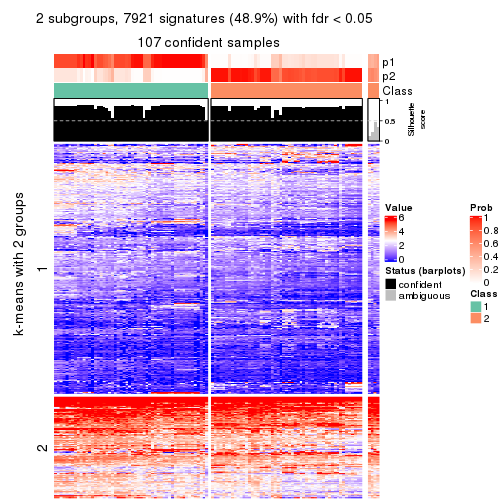 2 subgroups, 7921 signatures (48.9%) with fdr < 0.05
107 confident samples
p1
p2
Class
1
0.5
0
Silhouette
score
k-means with 2 groups
1
2
Value
6
4
2
0
Status (barplots)
confident
ambiguous
Prob
1
0.8
0.6
0.4
0.2
0
Class
1
2